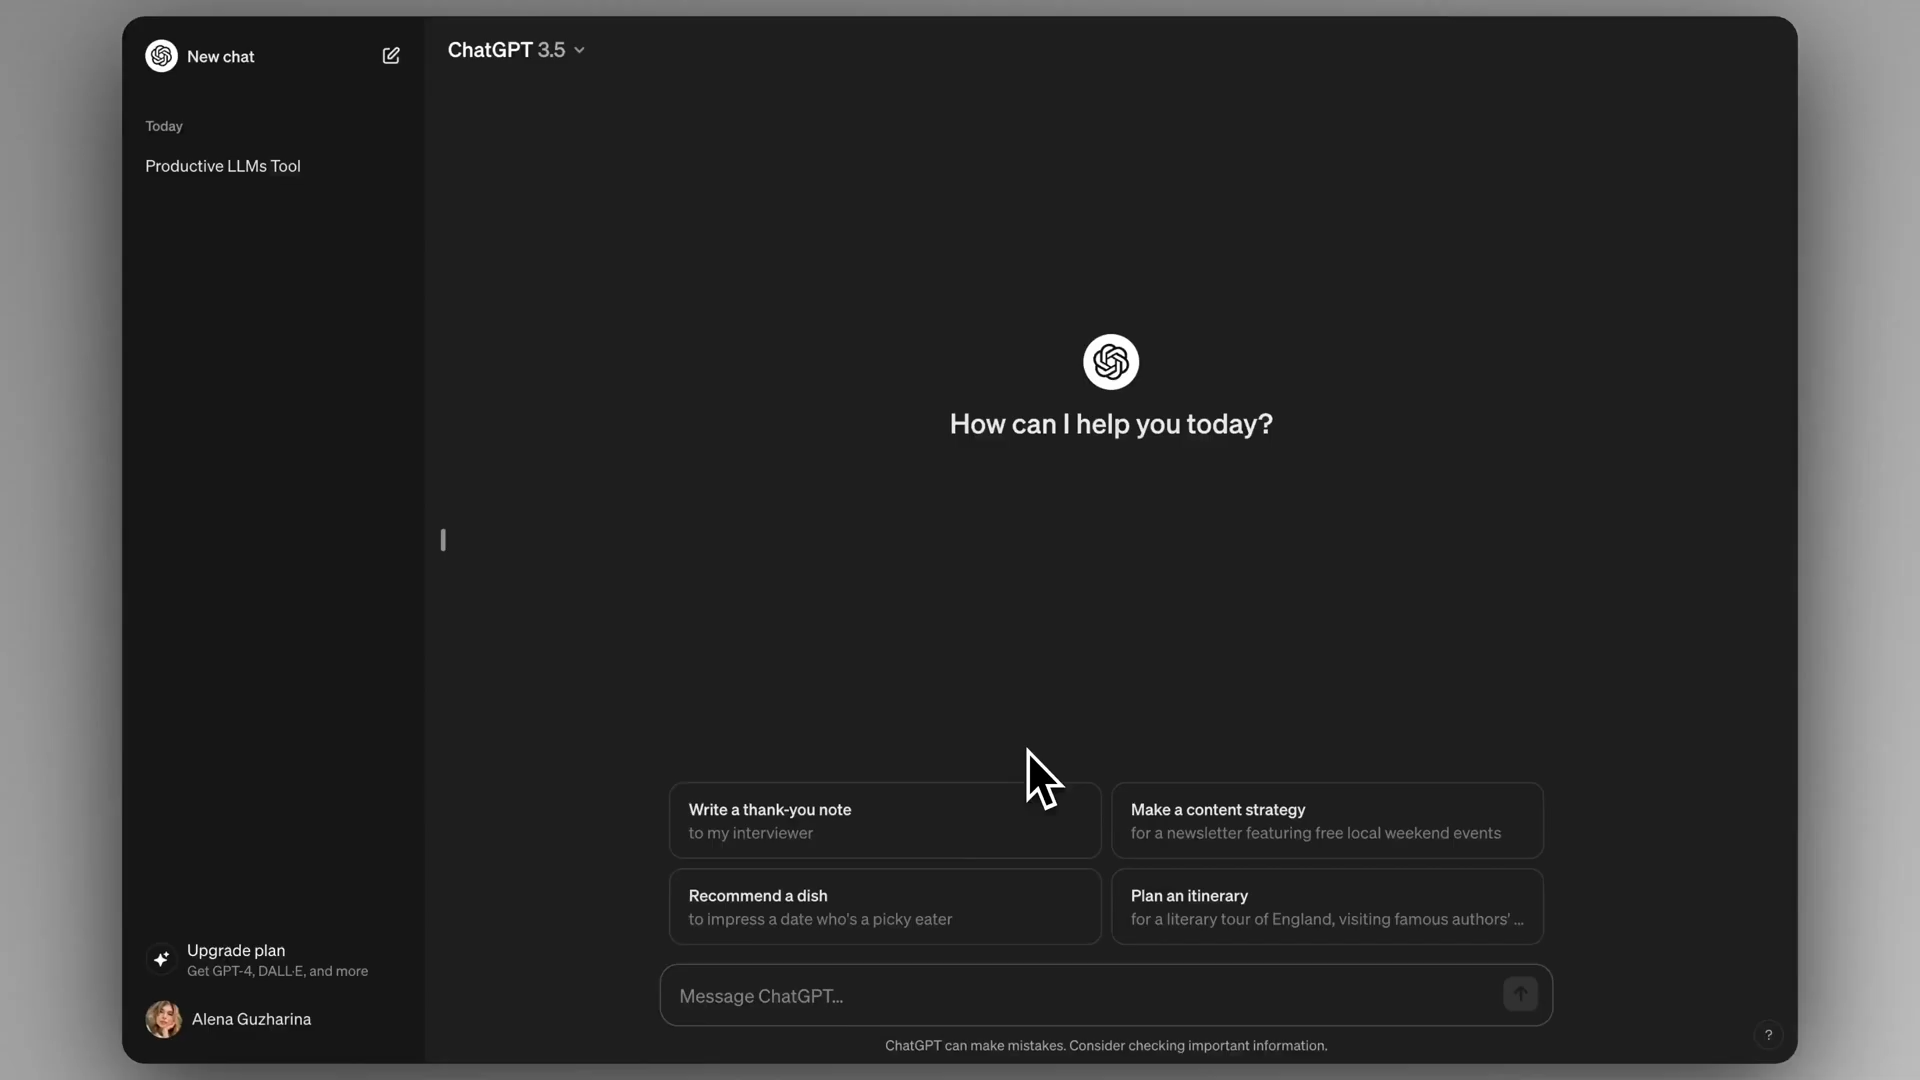 New chat
Today
Productive LLMs Tool
Upgrade plan
Get GPT-4, DALL·E, and more
Alena Guzharina
ChatGPT 3.5
How can I help you today?
Write a thank-you note
to my interviewer
Make a content strategy
for a newsletter featuring free local weekend events
Recommend a dish
to impress a date who's a picky eater
Plan an itinerary
for a literary tour of England, visiting famous authors' ...
Message ChatGPT...
ChatGPT can make mistakes. Consider checking important information.
?